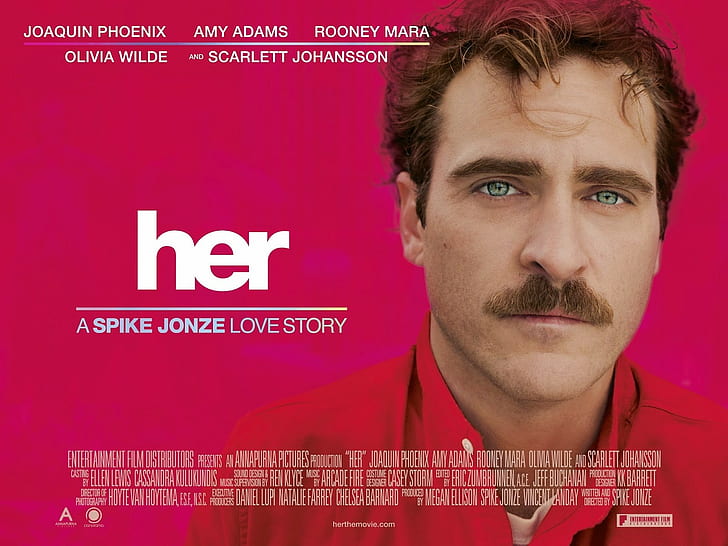 JOAQUIN PHOENIX AMY ADAMS ROONEY MARA
OLIVIA WILDE AND SCARLETT JOHANSSON
her
A SPIKE JONZE LOVE STORY
ENTERTAINMENT FILM DISTRIBUTORS PRESENTS AN ANNAPURNA PICTURES PRODUCTION "HER" JOAQUIN PHOENIX AMY ADAMS ROONEY MARA OLIVIA WILDE AND SCARLETT JOHANSSON
CASTING BY ELLEN LEWIS CASSANDRA KULUKUNDIS SOUND DESIGN & MUSIC SUPERVISION BY REN KLYCE MUSIC BY ARCADE FIRE COSTUME DESIGNER CASEY STORM EDITED BY ERIC ZUMBRUNNEN, A.C.E. JEFF BUCHANAN PRODUCTION DESIGNER KK BARRETT
DIRECTOR OF PHOTOGRAPHY HOYTE VAN HOYTEMA, F.S.F., N.S.C. EXECUTIVE PRODUCERS DANIEL LUPI NATALIE FARREY CHELSEA BARNARD PRODUCED BY MEGAN ELLISON SPIKE JONZE VINCENT LANDAY WRITTEN AND DIRECTED BY SPIKE JONZE
ANNAPURNA
herthemovie.com
ENTERTAINMENT FILM